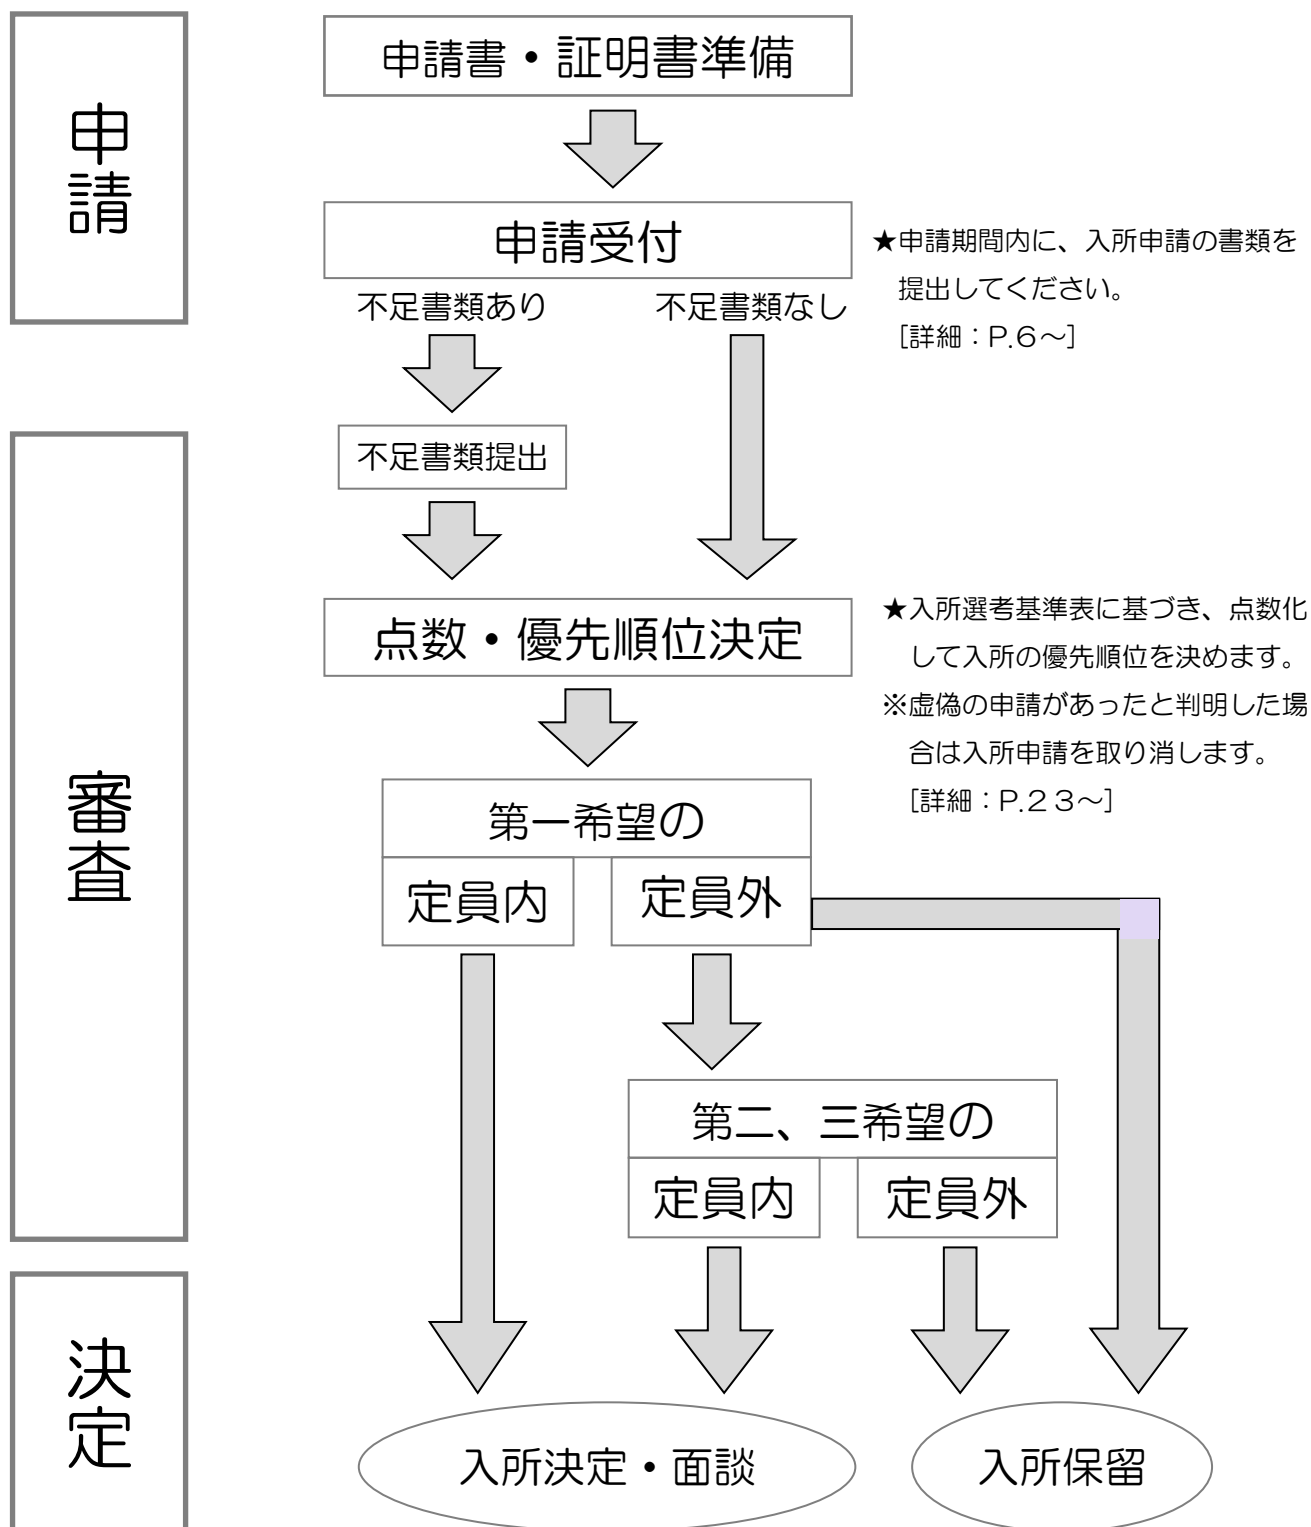 申請
申請書・証明書準備
申請受付
★申請期間内に、入所申請の書類を
提出してください。
[詳細：P.６～]
不足書類あり
不足書類なし
審査
不足書類提出
点数・優先順位決定
★入所選考基準表に基づき、点数化
して入所の優先順位を決めます。
※虚偽の申請があったと判明した場
合は入所申請を取り消します。
[詳細：P.２３～]
第一希望の
定員内
定員外
第二、三希望の
定員内
定員外
決定
入所決定・面談
入所保留